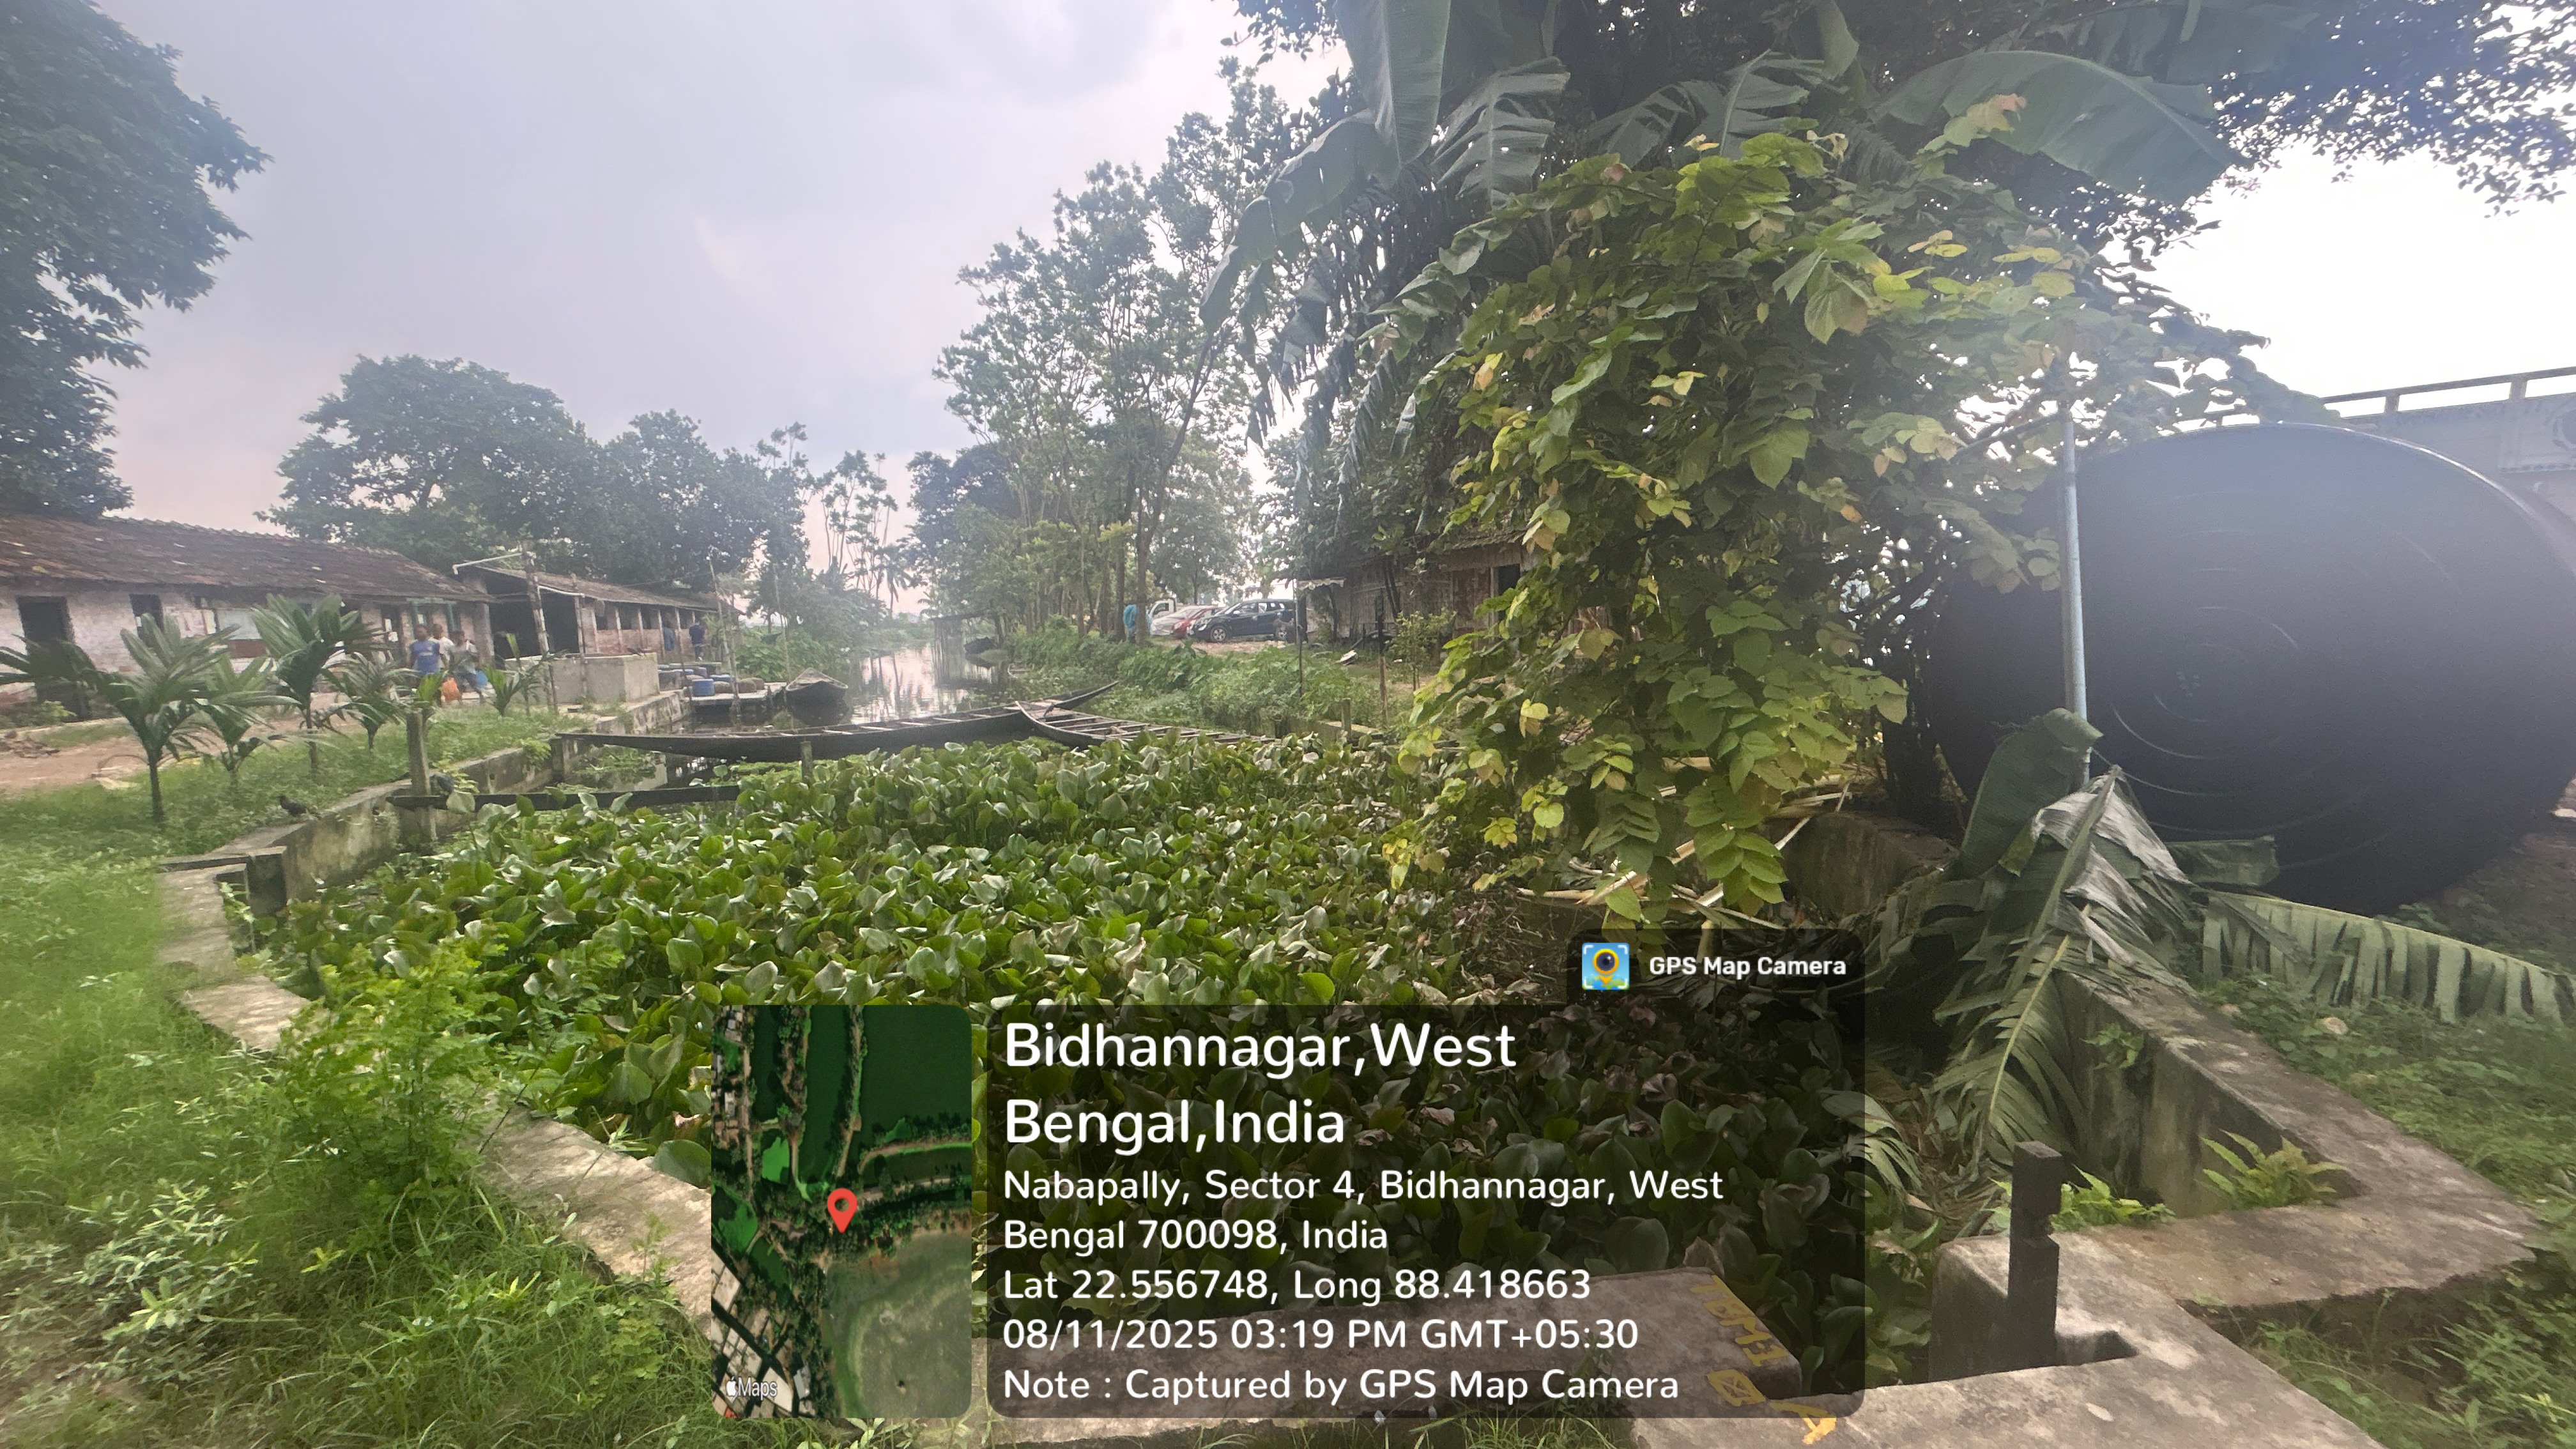 GPS Map Camera
Bidhannagar,West
Bengal,India
Nabapally, Sector 4, Bidhannagar, West
Bengal 700098, India
Lat 22.556748, Long 88.418663
08/11/2025 03:19 PM GMT+05:30
Note : Captured by GPS Map Camera
Maps